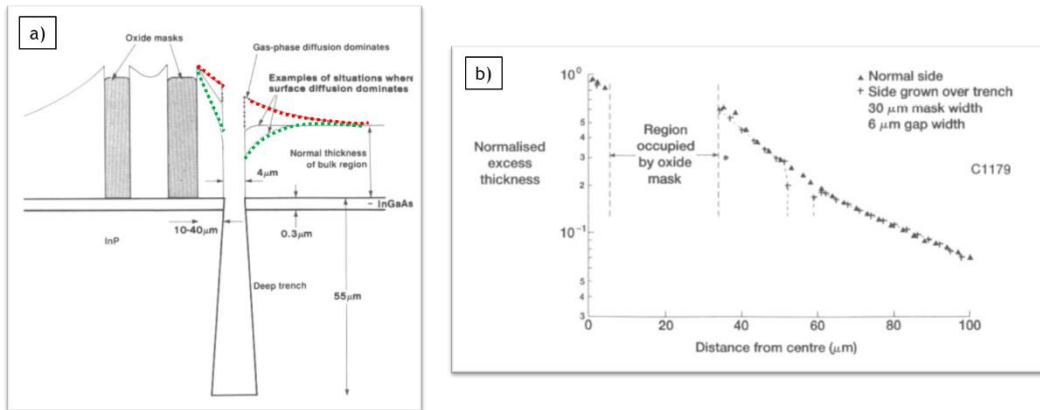 a)
Oxide masks
Gas-phase diffusion dominates
Examples of situations where
surface diffusion dominates
Normal thickness
of bulk region
4μm
- InGaAs
10-40μm
0.3μm
InP
Deep trench
55μm
b)
10⁰
5
4
3
2
10⁻¹
5
4
3
Normalised
excess
thickness
Region
occupied
by oxide
mask
▲ Normal side
+ Side grown over trench
30 μm mask width
6 μm gap width
C1179
0
20
40
60
80
100
Distance from centre (μm)